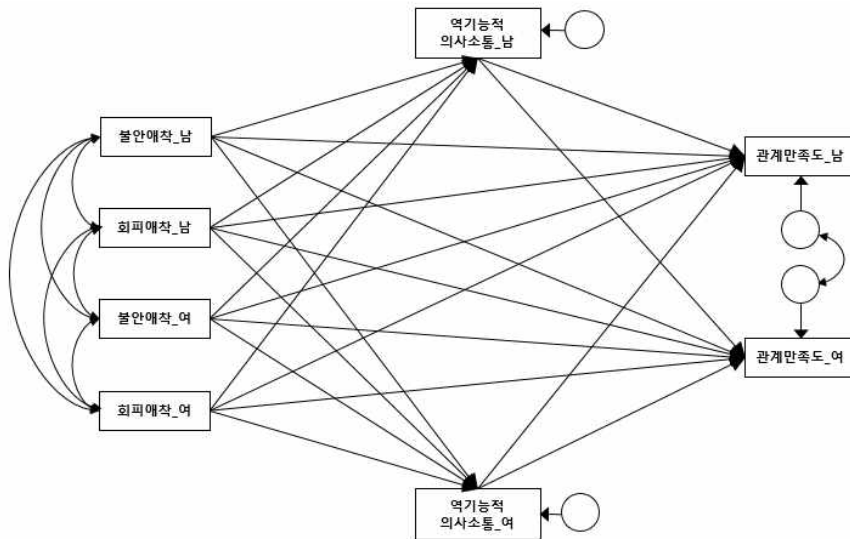 역기능적
의사소통_남
불안애착_남
관계만족도_남
회피애착_남
불안애착_여
관계만족도_여
회피애착_여
역기능적
의사소통_여